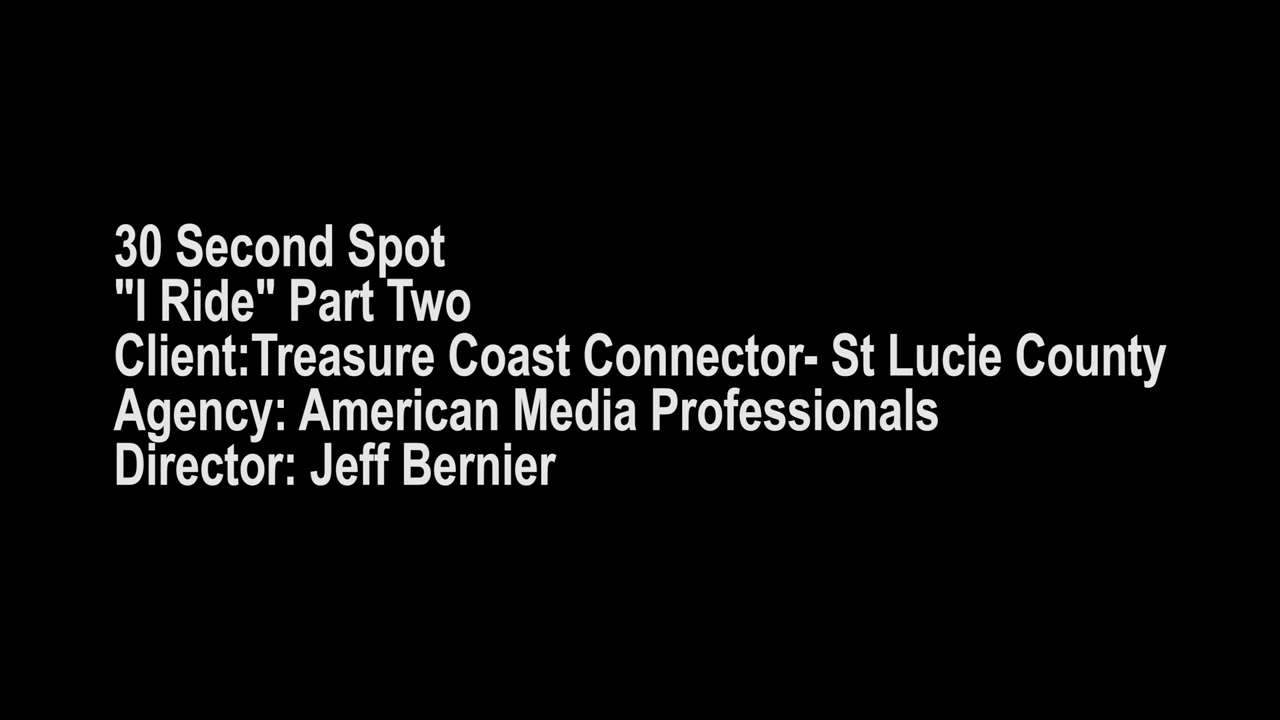 30 Second Spot
"I Ride" Part Two
Client:Treasure Coast Connector- St Lucie County
Agency: American Media Professionals
Director: Jeff Bernier